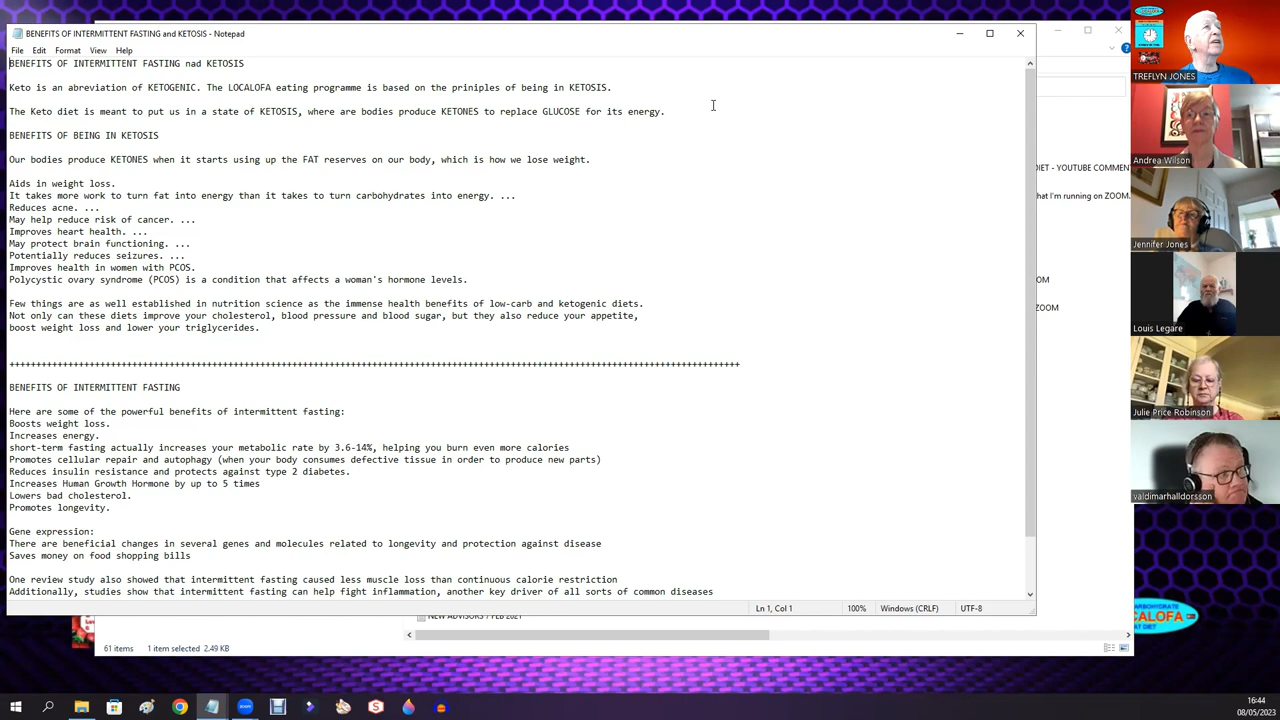 BENEFITS OF INTERMITTENT FASTING and KETOSIS - Notepad
File Edit Format View Help
BENEFITS OF INTERMITTENT FASTING nad KETOSIS
Keto is an abreviation of KETOGENIC. The LOCALOFA eating programme is based on the priniples of being in KETOSIS.
The Keto diet is meant to put us in a state of KETOSIS, where are bodies produce KETONES to replace GLUCOSE for its energy.
BENEFITS OF BEING IN KETOSIS
Our bodies produce KETONES when it starts using up the FAT reserves on our body, which is how we lose weight.
Aids in weight loss.
It takes more work to turn fat into energy than it takes to turn carbohydrates into energy. ...
Reduces acne. ...
May help reduce risk of cancer. ...
Improves heart health. ...
May protect brain functioning. ...
Potentially reduces seizures. ...
Improves health in women with PCOS.
Polycystic ovary syndrome (PCOS) is a condition that affects a woman's hormone levels.
Few things are as well established in nutrition science as the immense health benefits of low-carb and ketogenic diets.
Not only can these diets improve your cholesterol, blood pressure and blood sugar, but they also reduce your appetite,
boost weight loss and lower your triglycerides.
++++++++++++++++++++++++++++++++++++++++++++++++++++++++++++++++++++++++++++++++++++++++++++++++++++++++++++++++++++++++++++++++++++++++
BENEFITS OF INTERMITTENT FASTING
Here are some of the powerful benefits of intermittent fasting:
Boosts weight loss.
Increases energy.
short-term fasting actually increases your metabolic rate by 3.6-14%, helping you burn even more calories
Promotes cellular repair and autophagy (when your body consumes defective tissue in order to produce new parts)
Reduces insulin resistance and protects against type 2 diabetes.
Increases Human Growth Hormone by up to 5 times
Lowers bad cholesterol.
Promotes longevity.
Gene expression:
There are beneficial changes in several genes and molecules related to longevity and protection against disease
Saves money on food shopping bills
One review study also showed that intermittent fasting caused less muscle loss than continuous calorie restriction
Additionally, studies show that intermittent fasting can help fight inflammation, another key driver of all sorts of common diseases
Ln 1, Col 1 100% Windows (CRLF) UTF-8
DIET - YOUTUBE COMMEN
hat I'm running on ZOOM.
OM
ZOOM
NEW ADVISORS 7 FEB 2021
61 items 1 item selected 2.49 KB
TREFLYN JONES
Andrea Wilson
Jennifer Jones
Louis Legare
Julie Price Robinson
valdimarhalldorsson
CARBOHYDRATE
CALOFA
AT DIET
16:44
08/05/2023